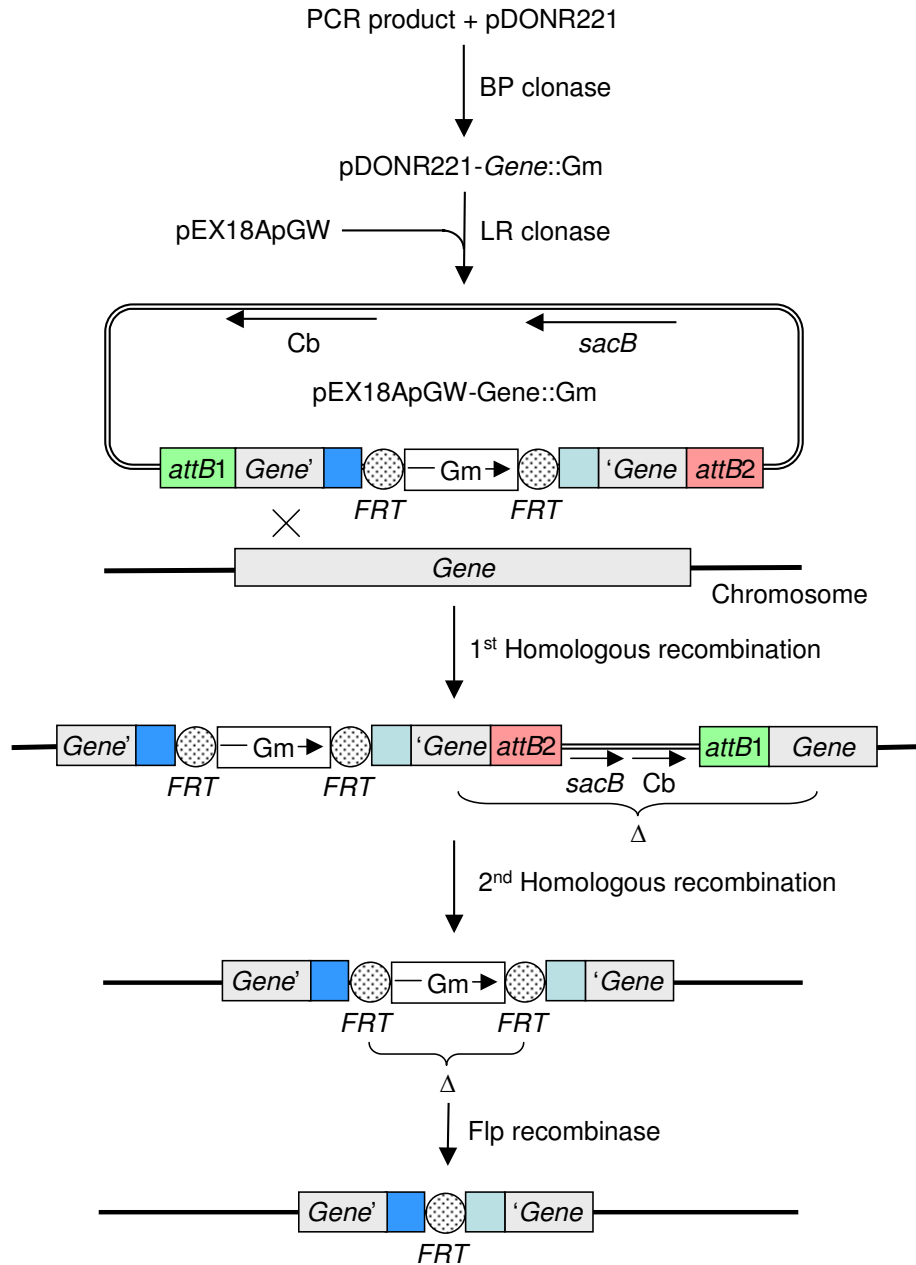 PCR product + pDONR221
BP clonase
pDONR221-Gene::Gm
pEX18ApGW
LR clonase
Cb
sacB
pEX18ApGW-Gene::Gm
attB1 Gene’ Gm ‘Gene attB2
FRT FRT
Gene
Chromosome
1st Homologous recombination
Gene’ Gm ‘Gene attB2 attB1 Gene
FRT FRT sacB Cb
Δ
2nd Homologous recombination
Gene’ Gm ‘Gene
FRT FRT
Δ
Flp recombinase
Gene’ ‘Gene
FRT